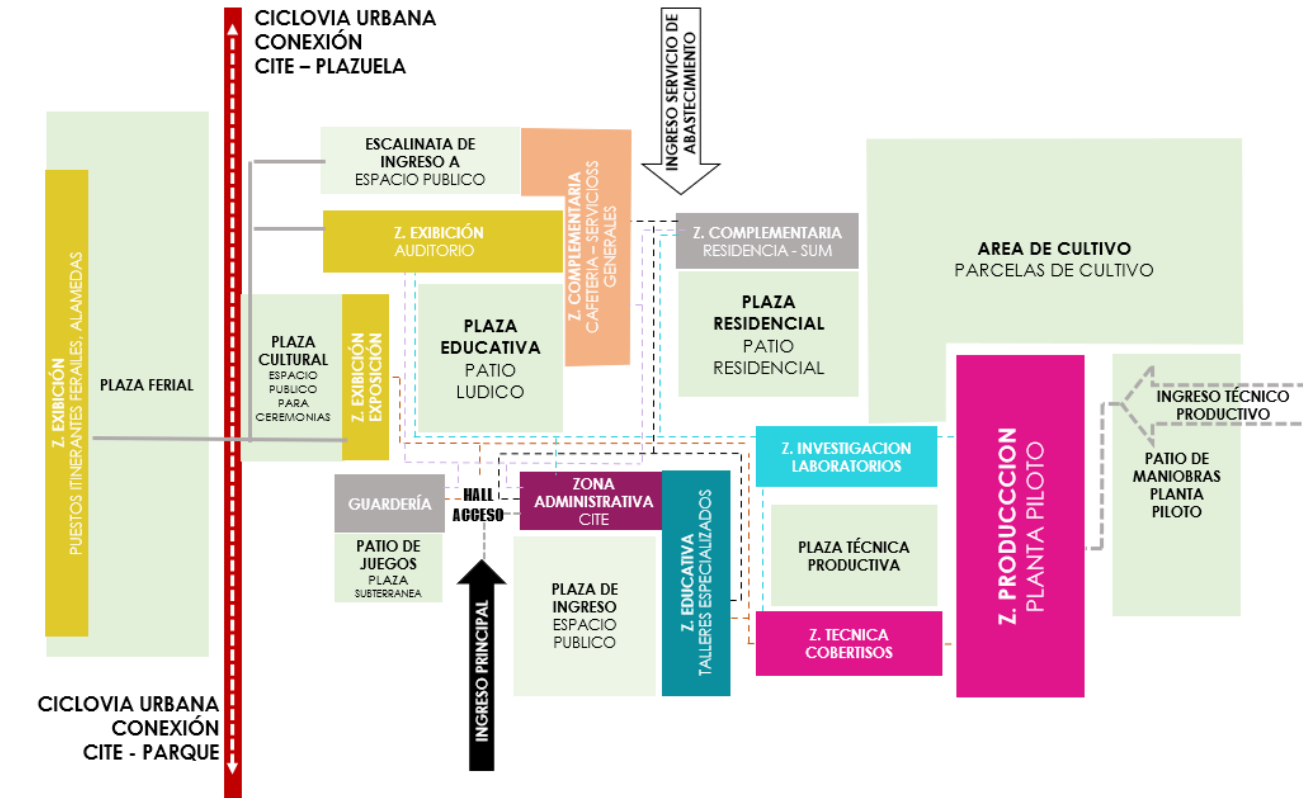 CICLOVIA URBANA
CONEXIÓN
CITE – PLAZUELA
INGRESO SERVICIO DE
ABASTECIMIENTO
ESCALINATA DE
INGRESO A
ESPACIO PUBLICO
Z. COMPLEMENTARIA
CAFETERIA – SERVICIOSS
GENERALES
Z. EXIBICIÓN
AUDITORIO
Z. COMPLEMENTARIA
RESIDENCIA - SUM
AREA DE CULTIVO
PARCELAS DE CULTIVO
Z. EXIBICIÓN
PUESTOS ITINERANTES FERAILES, ALAMEDAS
PLAZA FERIAL
PLAZA
CULTURAL
ESPACIO
PUBLICO
PARA
CEREMONIAS
Z. EXIBICIÓN
EXPOSICIÓN
PLAZA
EDUCATIVA
PATIO
LUDICO
PLAZA
RESIDENCIAL
PATIO
RESIDENCIAL
INGRESO TÉCNICO
PRODUCTIVO
Z. INVESTIGACION
LABORATORIOS
Z. PRODUCCCION
PLANTA PILOTO
PATIO DE
MANIOBRAS
PLANTA
PILOTO
GUARDERÍA
HALL
ACCESO
ZONA
ADMINISTRATIVA
CITE
Z. EDUCATIVA
TALLERES ESPECIALIZADOS
PATIO DE
JUEGOS
PLAZA
SUBTERRANEA
PLAZA TÉCNICA
PRODUCTIVA
INGRESO PRINCIPAL
PLAZA DE
INGRESO
ESPACIO
PUBLICO
Z. TECNICA
COBERTISOS
CICLOVIA URBANA
CONEXIÓN
CITE - PARQUE